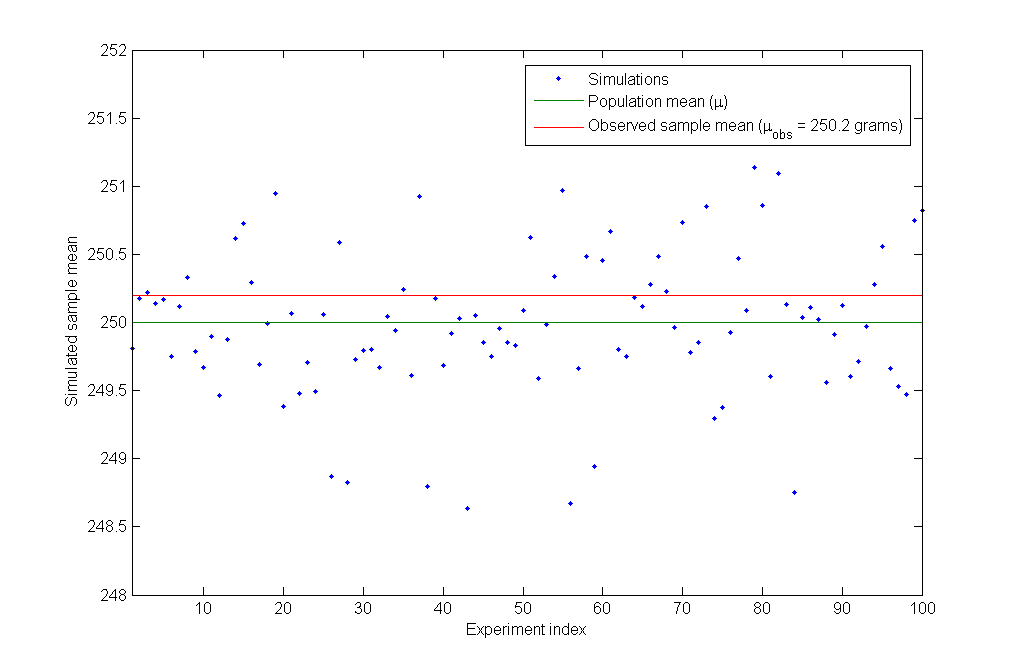 252
251.5
251
250.5
250
249.5
249
248.5
248
Simulated sample mean
Simulations
Population mean (μ)
Observed sample mean (μobs = 250.2 grams)
10 20 30 40 50 60 70 80 90 100
Experiment index